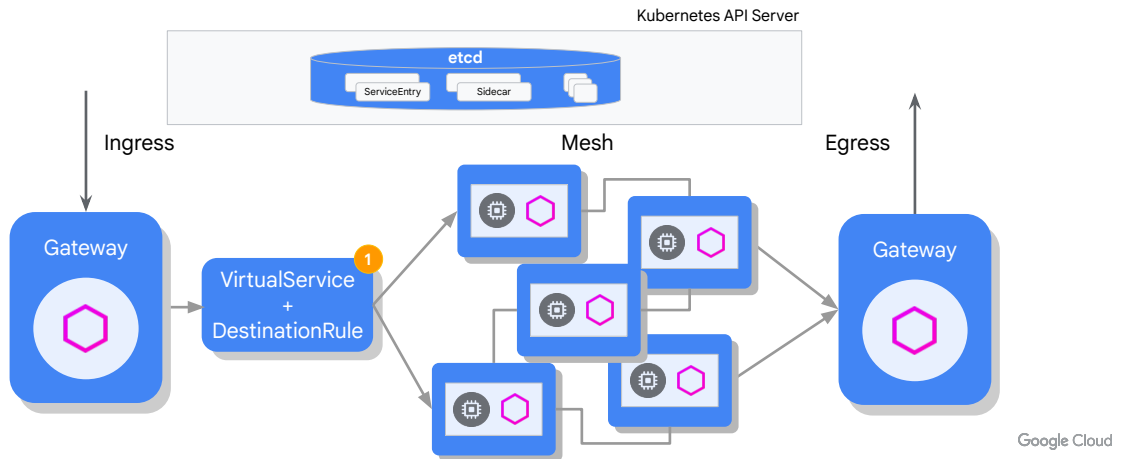 Kubernetes API Server
etcd
ServiceEntry
Sidecar
Ingress
Mesh
Egress
Gateway
1
VirtualService
+
DestinationRule
Gateway
Google Cloud